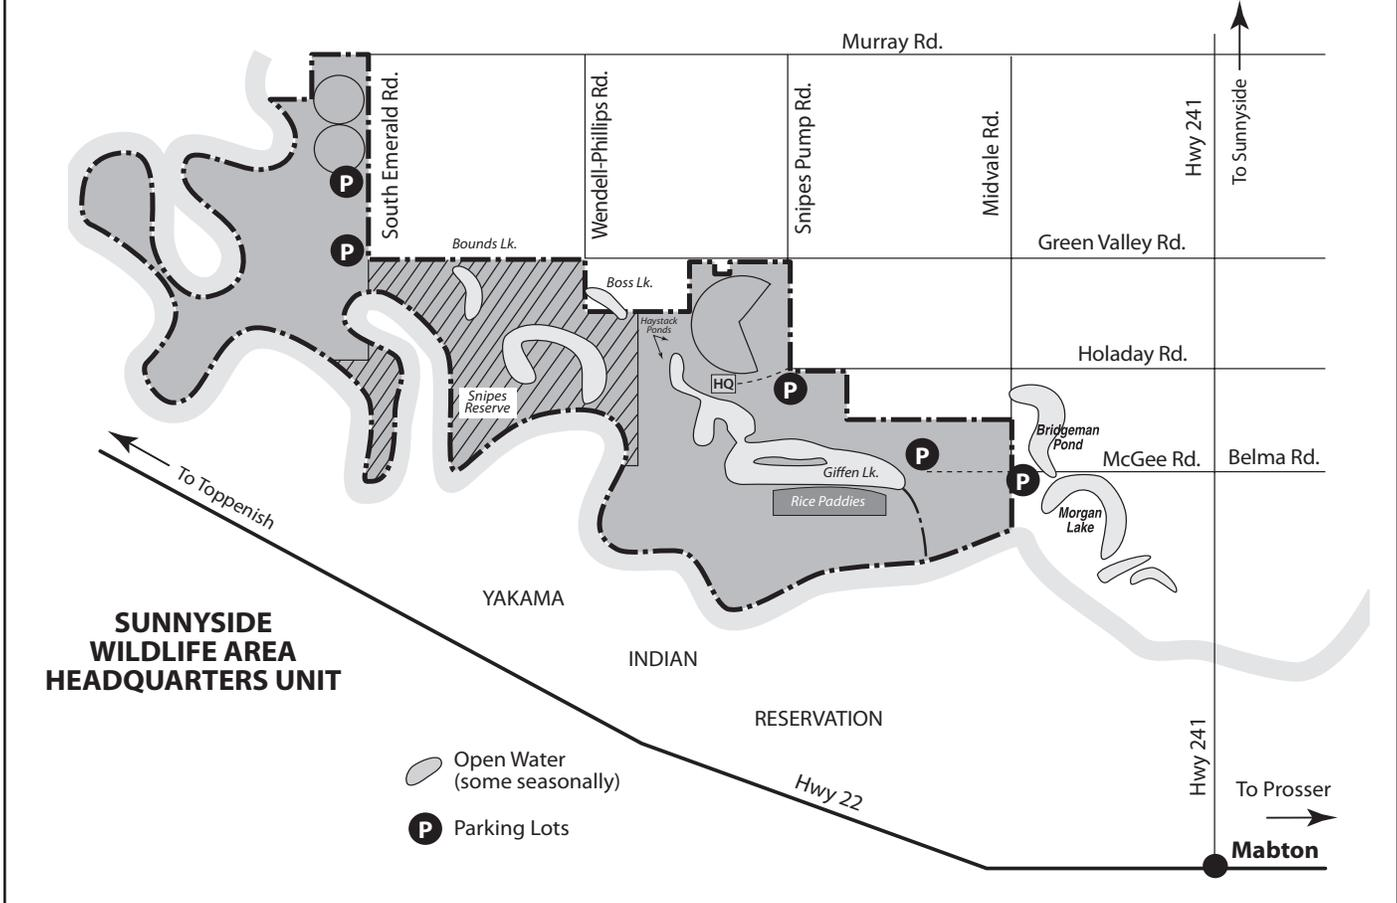 Murray Rd.
South Emerald Rd.
Wendell-Phillips Rd.
Snipes Pump Rd.
Midvale Rd.
Hwy 241
To Sunnyside
P
P
Bounds Lk.
Green Valley Rd.
Boss Lk.
Haystack
Ponds
Holaday Rd.
HQ
P
Snipes
Reserve
Bridgeman
Pond
P
McGee Rd.
Belma Rd.
Giffen Lk.
P
Rice Paddies
Morgan
Lake
To Toppenish
YAKAMA
INDIAN
RESERVATION
SUNNYSIDE
WILDLIFE AREA
HEADQUARTERS UNIT
Open Water
(some seasonally)
P
Parking Lots
Hwy 22
Hwy 241
To Prosser
Mabton